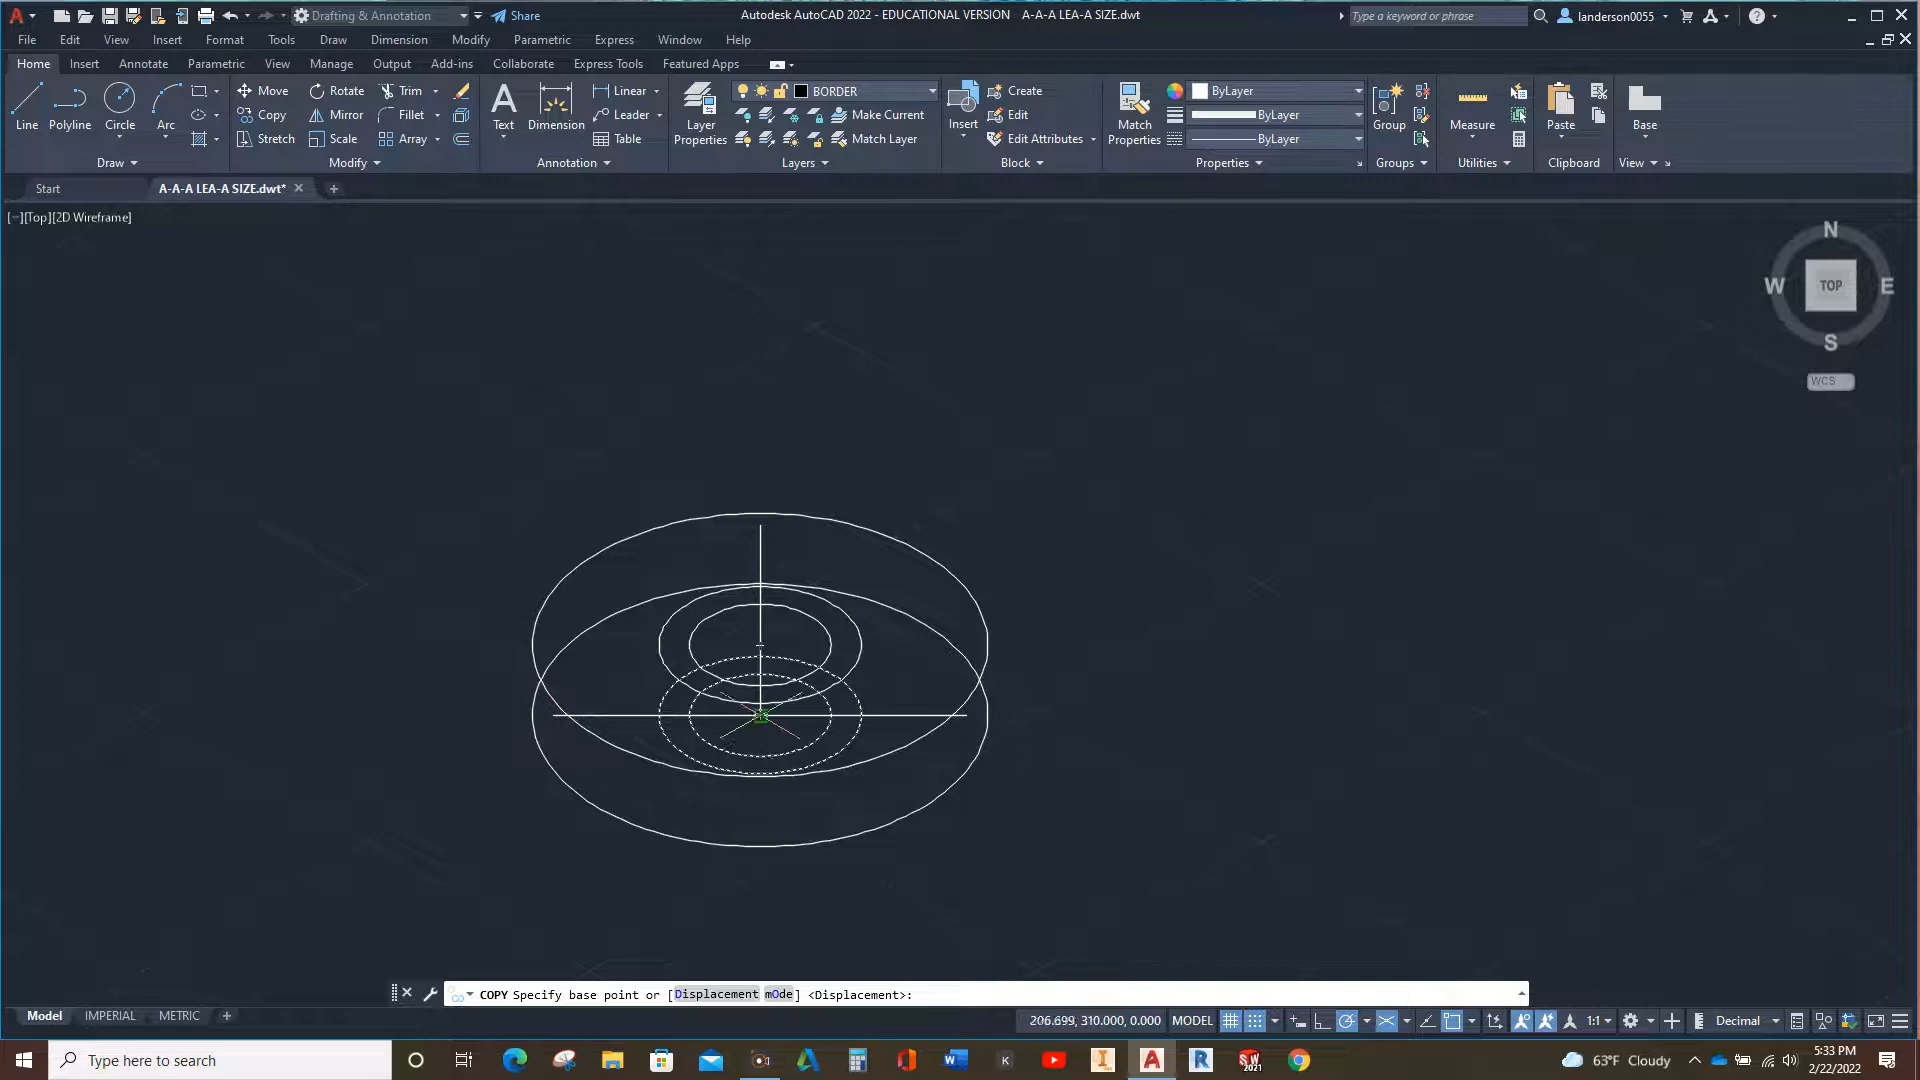 Drafting & Annotation Share Autodesk AutoCAD 2022 - EDUCATIONAL VERSION A-A-A LEA-A SIZE.dwt Type a keyword or phrase landerson0055
File Edit View Insert Format Tools Draw Dimension Modify Parametric Express Window Help
Home Insert Annotate Parametric View Manage Output Add-ins Collaborate Express Tools Featured Apps
Move Rotate Trim Linear BORDER Create ByLayer
Copy Mirror Fillet Leader Make Current Edit ByLayer
Line Polyline Circle Arc Text Dimension Layer Properties Insert Match Properties Group Measure Paste Base
Stretch Scale Array Table Match Layer Edit Attributes ByLayer
Draw Modify Annotation Layers Block Properties Groups Utilities Clipboard View
Start A-A-A LEA-A SIZE.dwt*
[−][Top][2D Wireframe]
N
W TOP E
S
WCS
COPY Specify base point or [Displacement mOde] <Displacement>:
Model IMPERIAL METRIC 206.699, 310.000, 0.000 MODEL 1:1 Decimal
Type here to search K SW 2021 63°F Cloudy 5:33 PM
2/22/2022